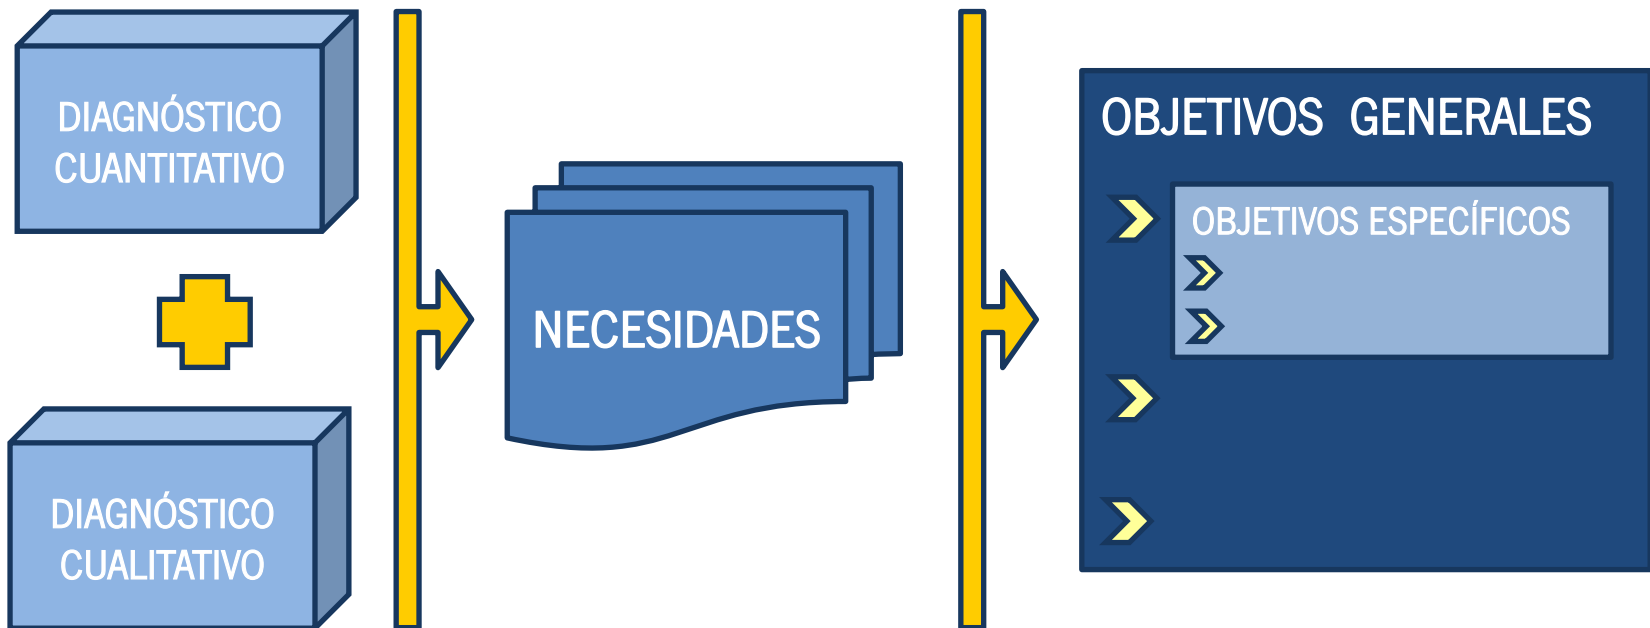 DIAGNÓSTICO
CUANTITATIVO
DIAGNÓSTICO
CUALITATIVO
NECESIDADES
OBJETIVOS GENERALES
OBJETIVOS ESPECÍFICOS